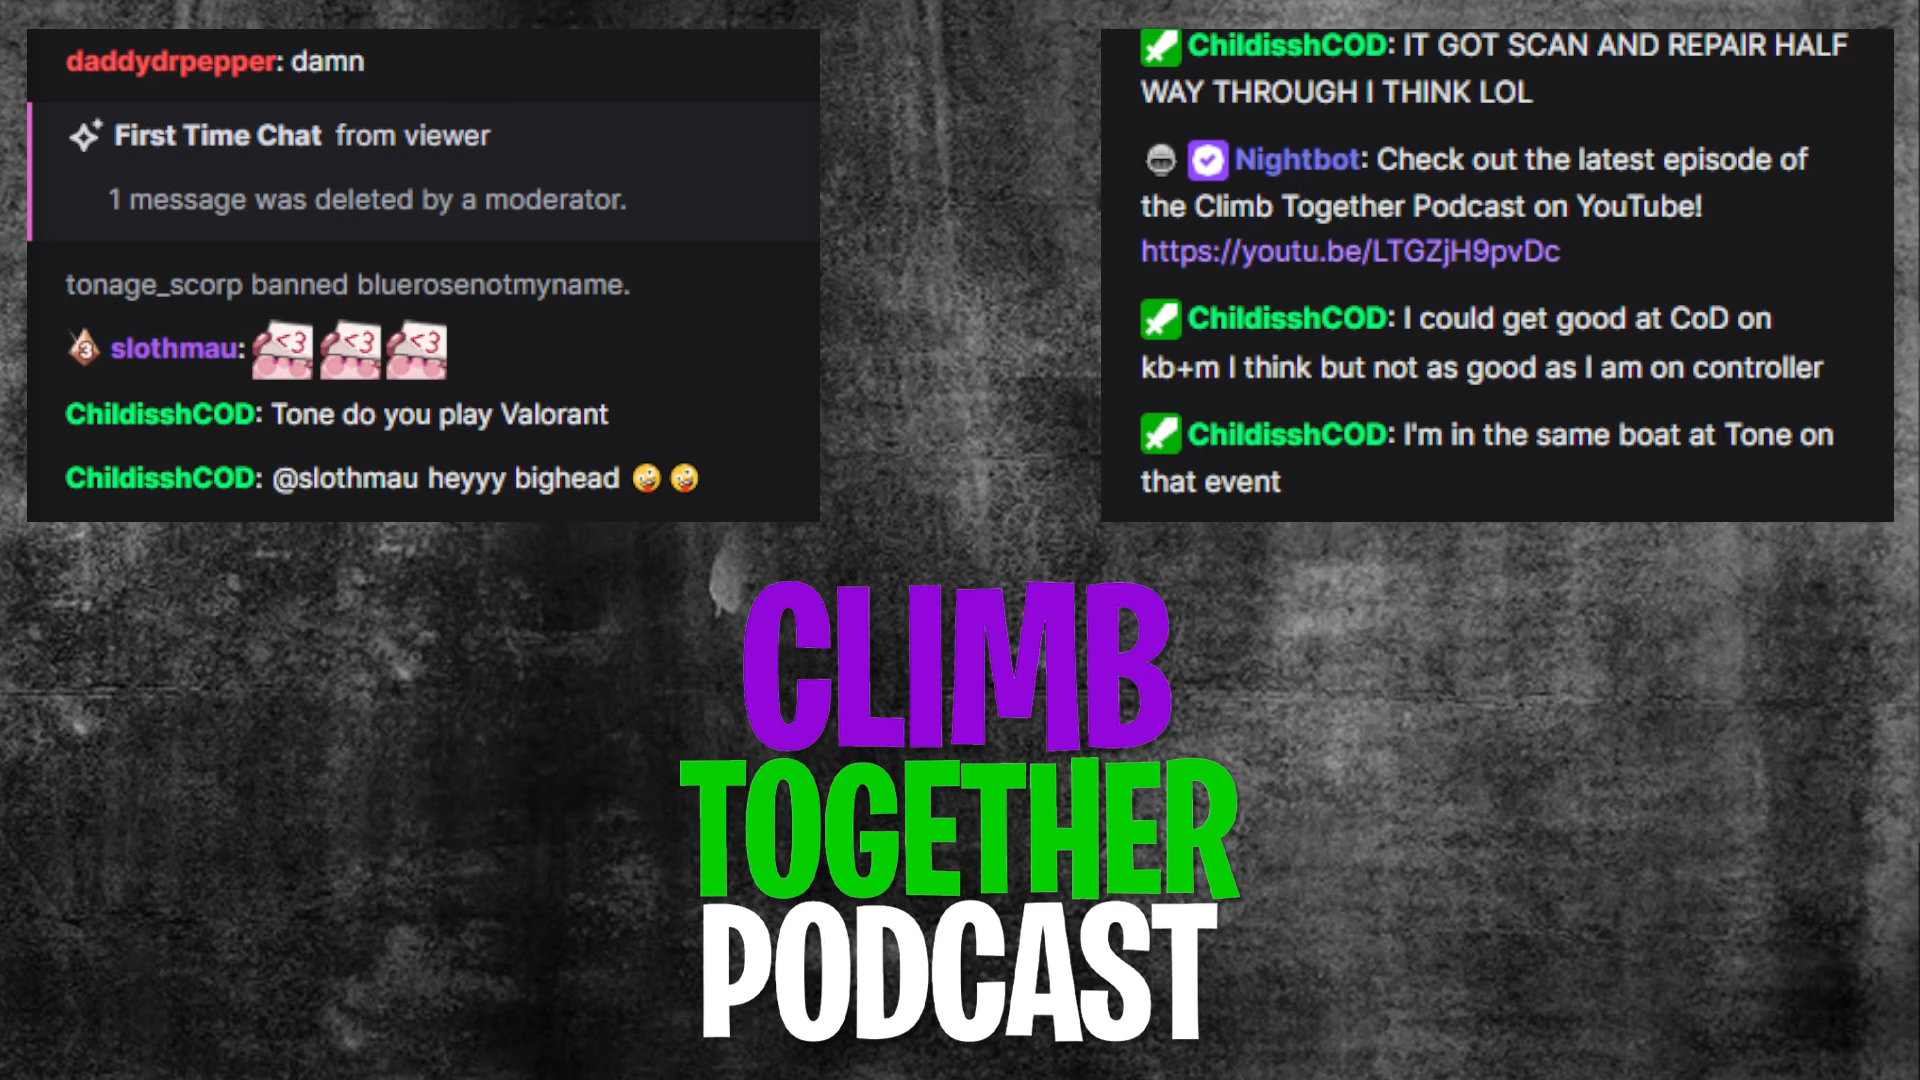 daddydrpepper: damn
First Time Chat from viewer
1 message was deleted by a moderator.
tonage_scorp banned bluerosenotmyname.
3 slothmau: <3 <3 <3
ChildisshCOD: Tone do you play Valorant
ChildisshCOD: @slothmau heyyy bighead 🤪 🤪
ChildisshCOD: IT GOT SCAN AND REPAIR HALF
WAY THROUGH I THINK LOL
Nightbot: Check out the latest episode of
the Climb Together Podcast on YouTube!
https://youtu.be/LTGZjH9pvDc
ChildisshCOD: I could get good at CoD on
kb+m I think but not as good as I am on controller
ChildisshCOD: I'm in the same boat at Tone on
that event
CLIMB
TOGETHER
PODCAST